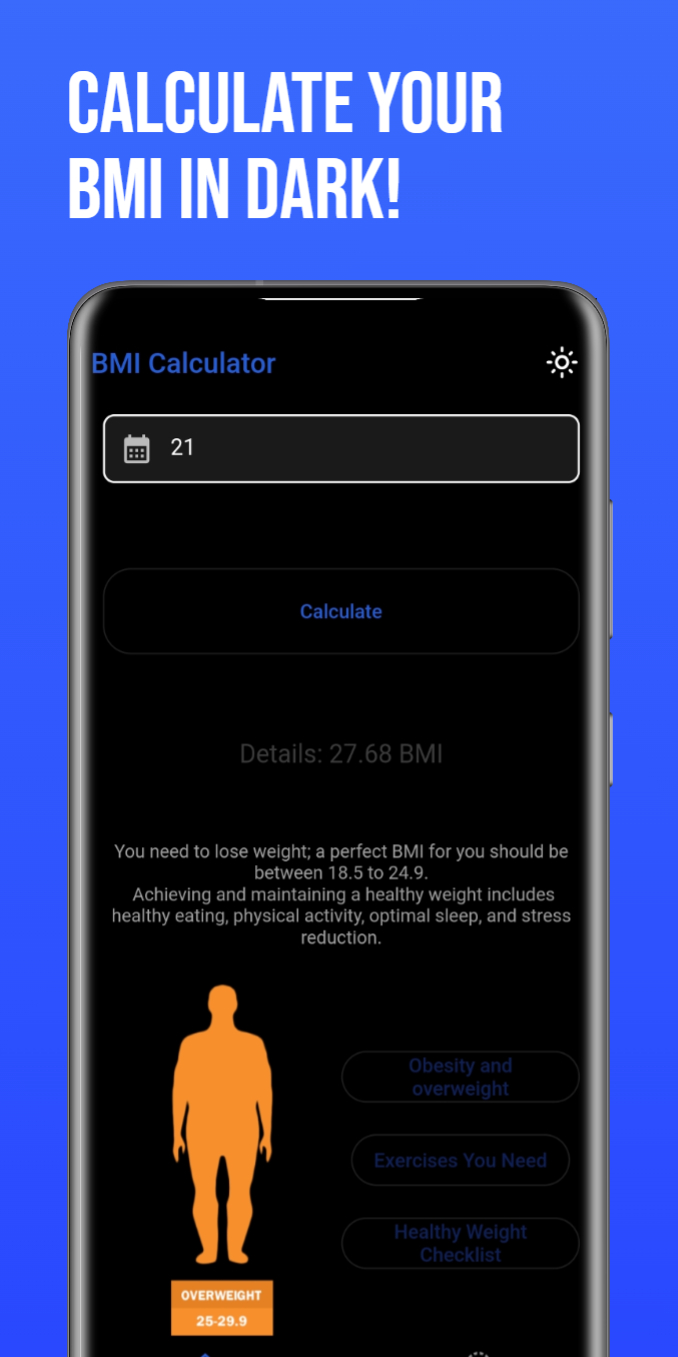 CALCULATE YOUR
BMI IN DARK!
BMI Calculator
21
Calculate
Details: 27.68 BMI
You need to lose weight; a perfect BMI for you should be
between 18.5 to 24.9.
Achieving and maintaining a healthy weight includes
healthy eating, physical activity, optimal sleep, and stress
reduction.
Obesity and
overweight
Exercises You Need
Healthy Weight
Checklist
OVERWEIGHT
25-29.9